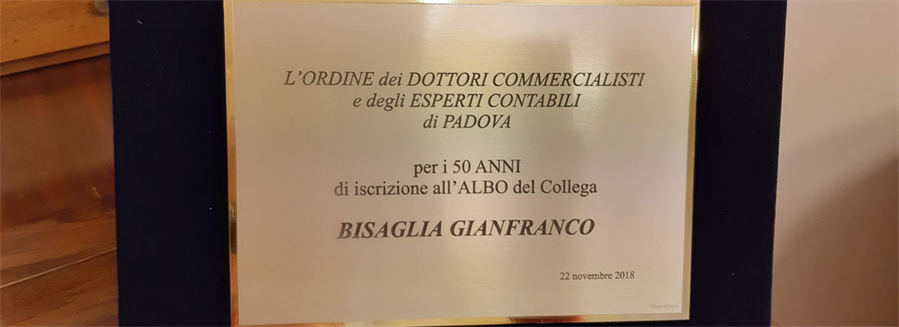 L'ORDINE dei DOTTORI COMMERCIALISTI
e degli ESPERTI CONTABILI
di PADOVA
per i 50 ANNI
di iscrizione all'ALBO del Collega
BISAGLIA GIANFRANCO
22 novembre 2018